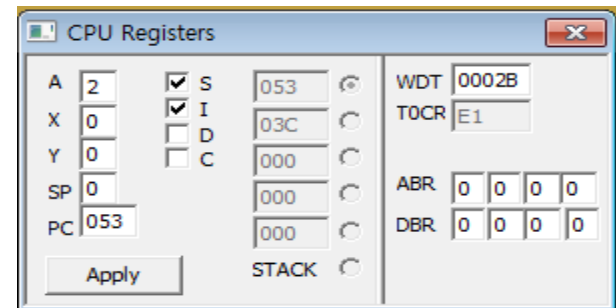 CPU Registers
A 2 S 053 WDT 0002B
X 0 I 03C T0CR E1
Y 0 D 000
C
SP 0 000 ABR 0 0 0 0
PC 053 000 DBR 0 0 0 0
Apply STACK